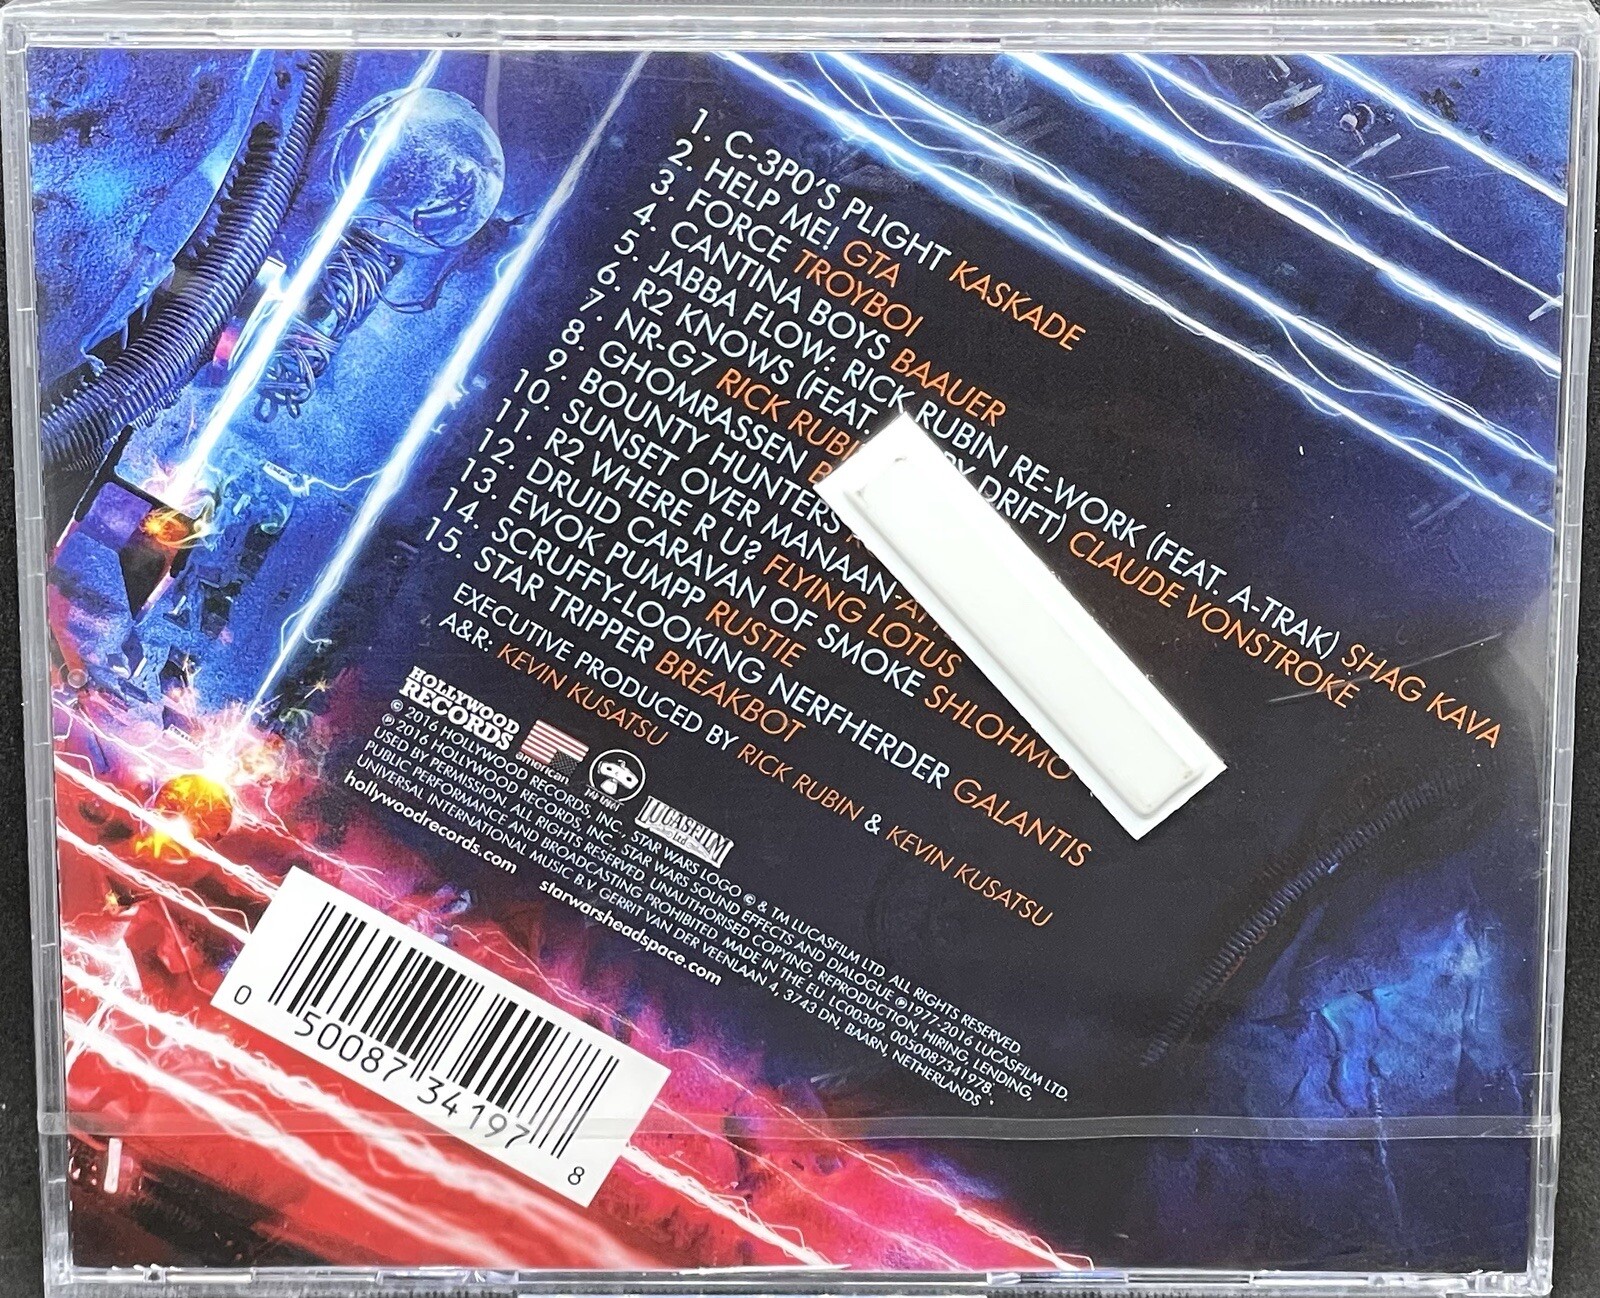 1. C-3PO'S PLIGHT KASKADE
2. HELP ME! GTA
3. FORCE TROYBOI
4. CANTINA BOYS BAAUER
5. JABBA FLOW: RICK RUBIN RE-WORK (FEAT. A-TRAK) SHAG KAVA
6. R2 KNOWS (FEAT. DRIFT) CLAUDE VONSTROKE
7. NR-G7 RICK
8. GHOMRASSEN
9. BOUNTY HUNTERS
10. SUNSET OVER MANAAN
11. R2 WHERE R U? FLYING LOTUS
12. DRUID CARAVAN OF SMOKE SHLOHMO
13. EWOK PUMPP RUSTIE
14. SCRUFFY-LOOKING NERFHERDER GALANTIS
15. STAR TRIPPER BREAKBOT
EXECUTIVE PRODUCED BY RICK RUBIN & KEVIN KUSATSU
A&R: KEVIN KUSATSU
HOLLYWOOD
RECORDS
american
LUCASFILM
Ltd
© 2016 HOLLYWOOD RECORDS, INC., STAR WARS LOGO © & TM LUCASFILM LTD. ALL RIGHTS RESERVED.
℗ 2016 HOLLYWOOD RECORDS, INC., STAR WARS SOUND EFFECTS AND DIALOGUE ℗1977-2016 LUCASFILM LTD.
USED BY PERMISSION. ALL RIGHTS RESERVED. UNAUTHORISED COPYING, REPRODUCTION, HIRING, LENDING,
PUBLIC PERFORMANCE AND BROADCASTING PROHIBITED. MADE IN THE EU. LC00309. 0050087341978.
UNIVERSAL INTERNATIONAL MUSIC B.V. GERRIT VAN DER VEENLAAN 4, 3743 DN, BAARN, NETHERLANDS
hollywoodrecords.com starwarsheadspace.com
0 50087 34197 8